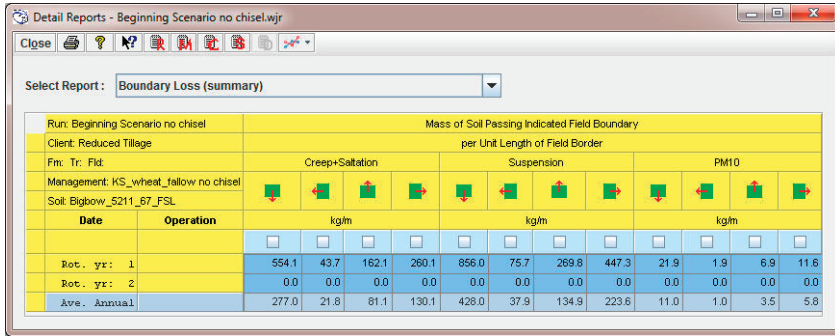 Detail Reports - Beginning Scenario no chisel.wjr
Close
Select Report : Boundary Loss (summary)
Run: Beginning Scenario no chisel Mass of Soil Passing Indicated Field Boundary
Client: Reduced Tillage per Unit Length of Field Border
Fm: Tr: Fld: Creep+Saltation Suspension PM10
Management: KS_wheat_fallow no chisel
Soil: Bigbow_5211_67_FSL
Date Operation kg/m kg/m kg/m
Rot. yr: 1 554.1 43.7 162.1 260.1 856.0 75.7 269.8 447.3 21.9 1.9 6.9 11.6
Rot. yr: 2 0.0 0.0 0.0 0.0 0.0 0.0 0.0 0.0 0.0 0.0 0.0 0.0
Ave. Annual 277.0 21.8 81.1 130.1 428.0 37.9 134.9 223.6 11.0 1.0 3.5 5.8